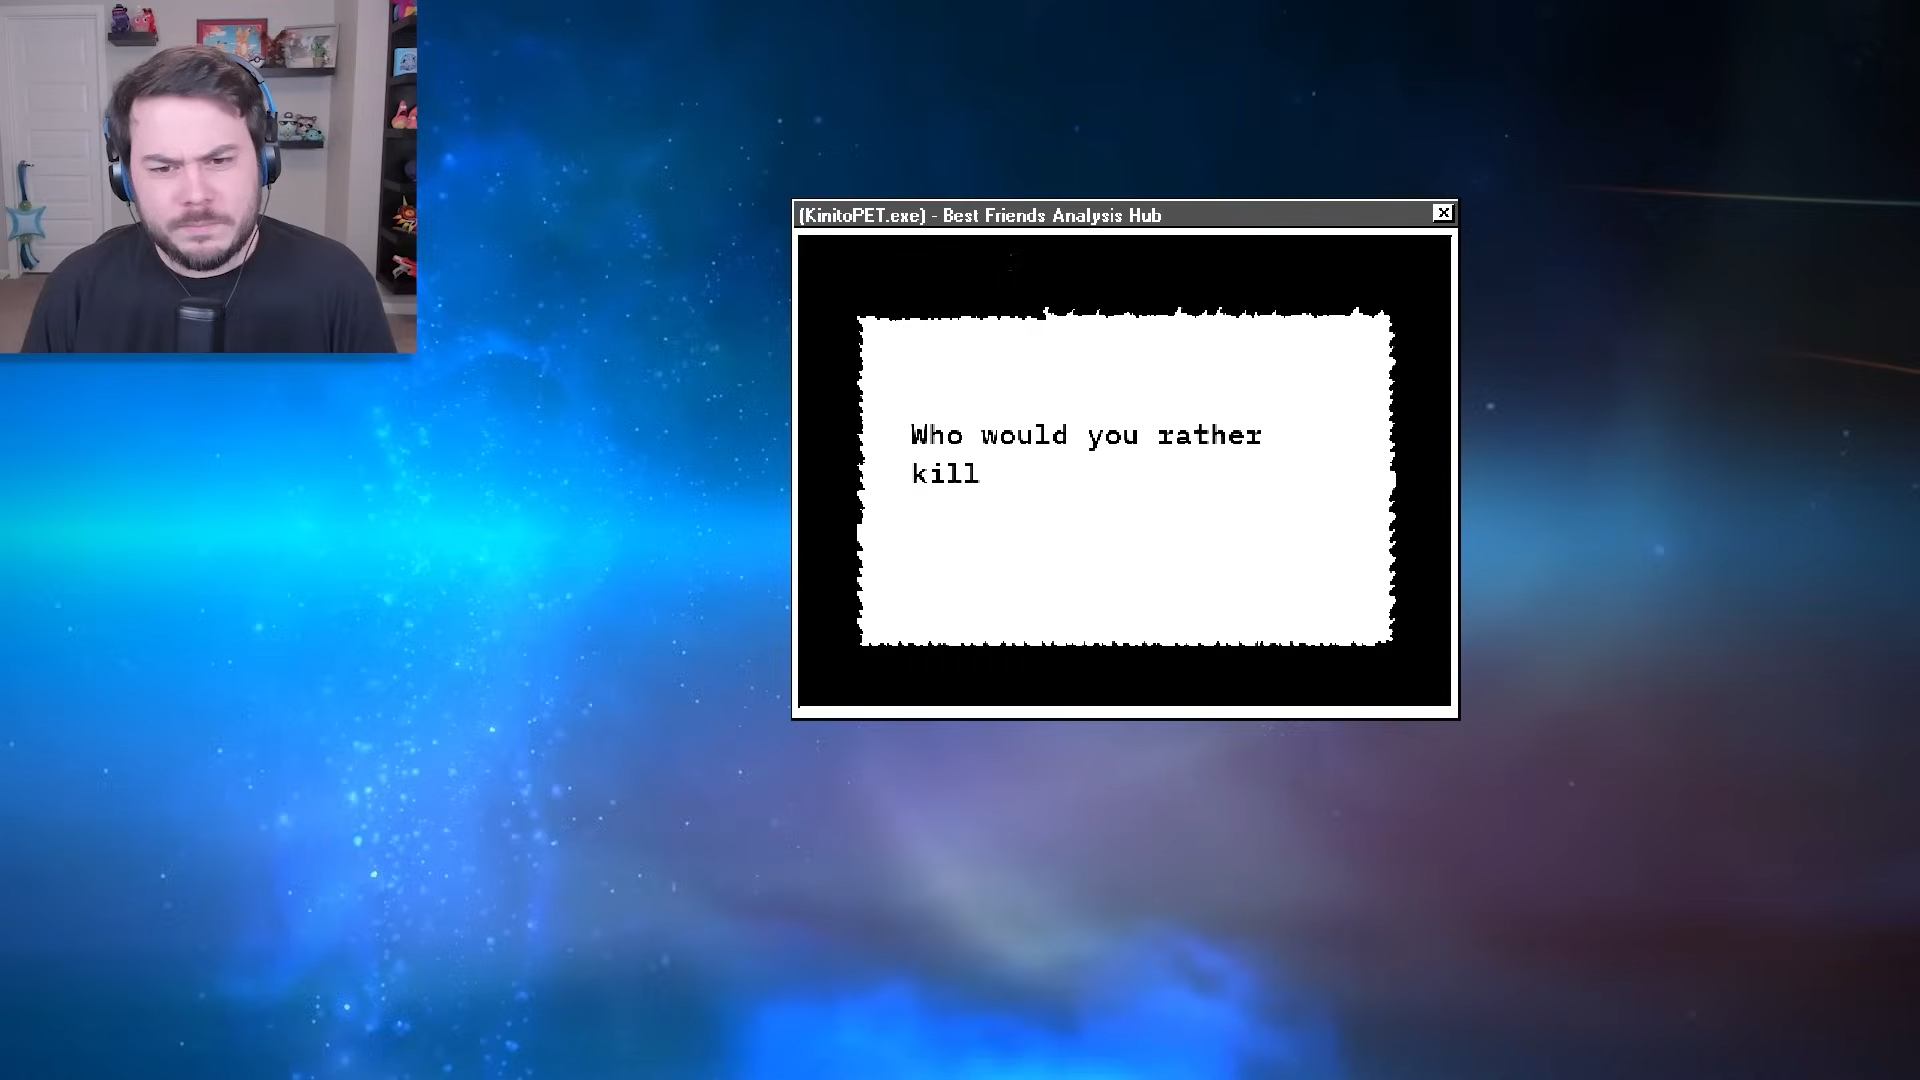 (KinitoPET.exe) - Best Friends Analysis Hub
Who would you rather
kill